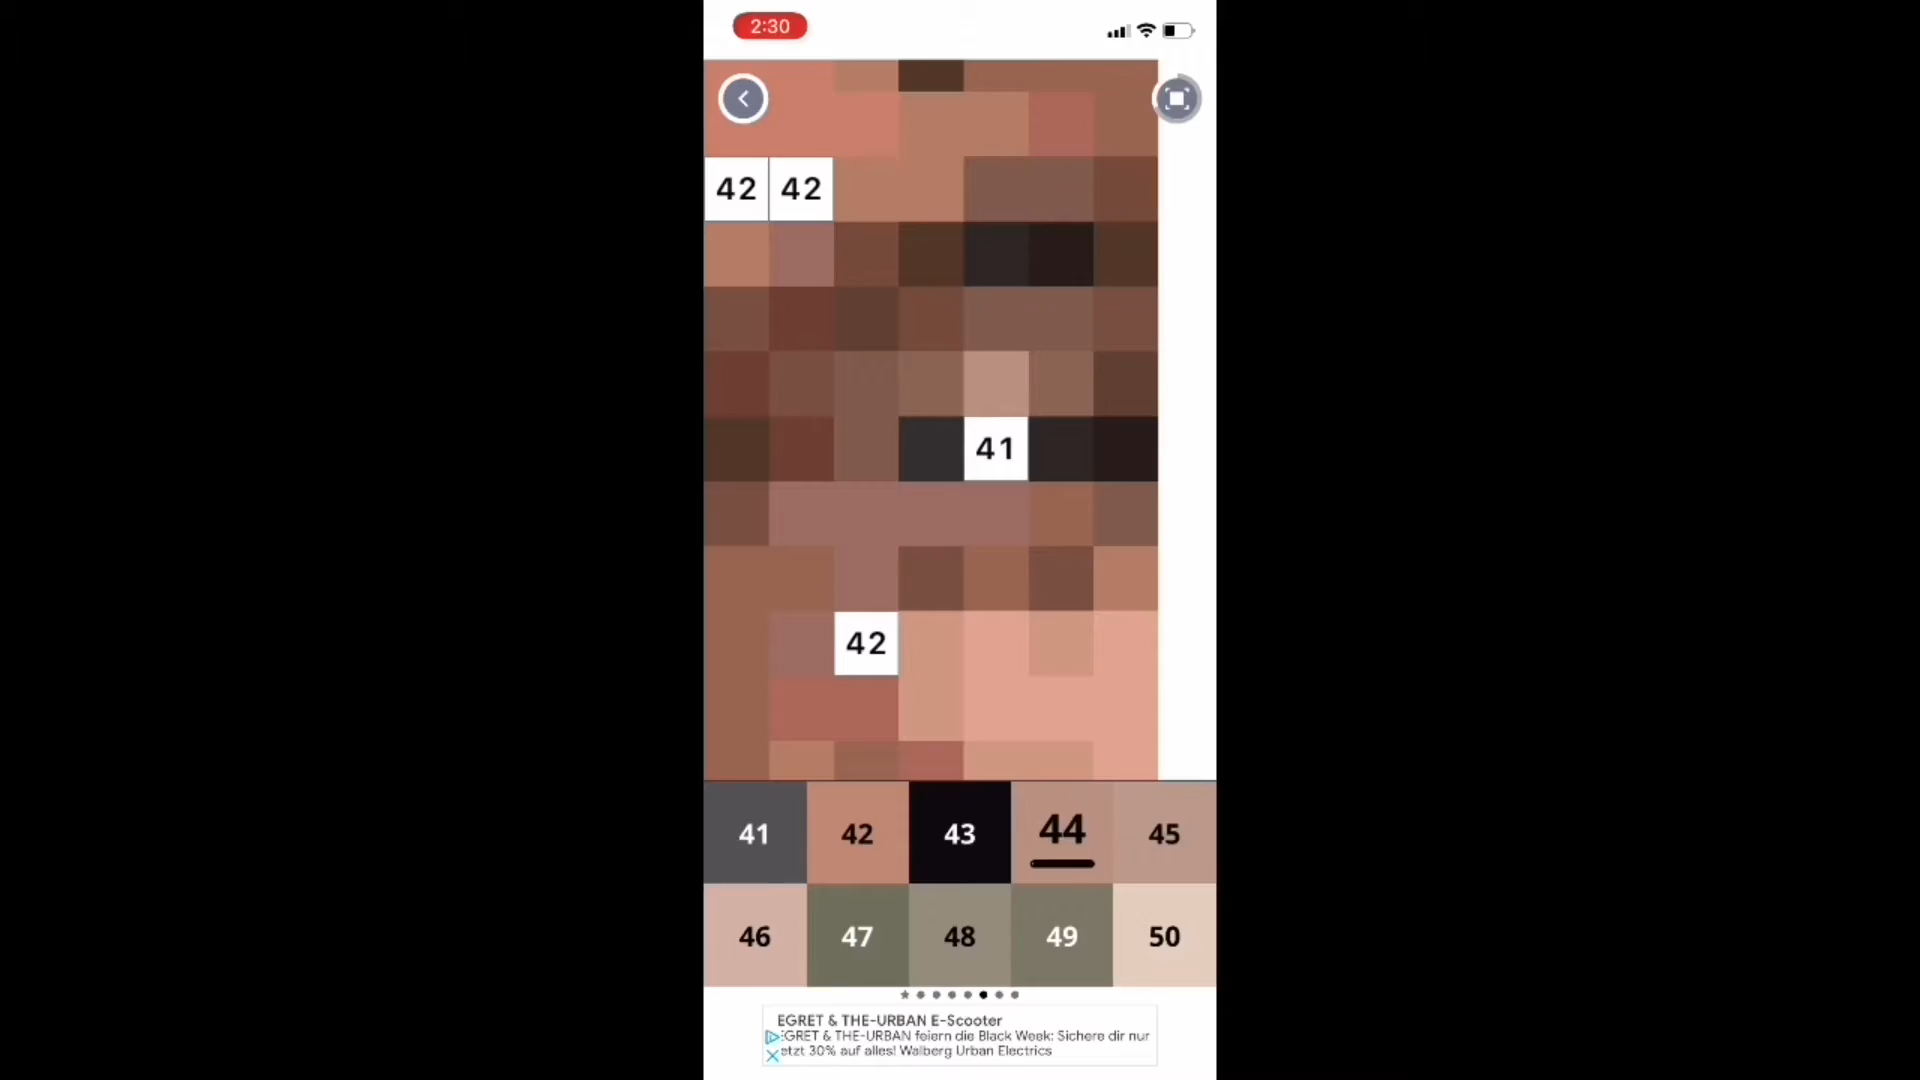 2:30
42 42
41
42
41 42 43 44 45
46 47 48 49 50
EGRET & THE-URBAN E-Scooter
EGRET & THE-URBAN feiern die Black Week: Sichere dir nur
etzt 30% auf alles! Walberg Urban Electrics